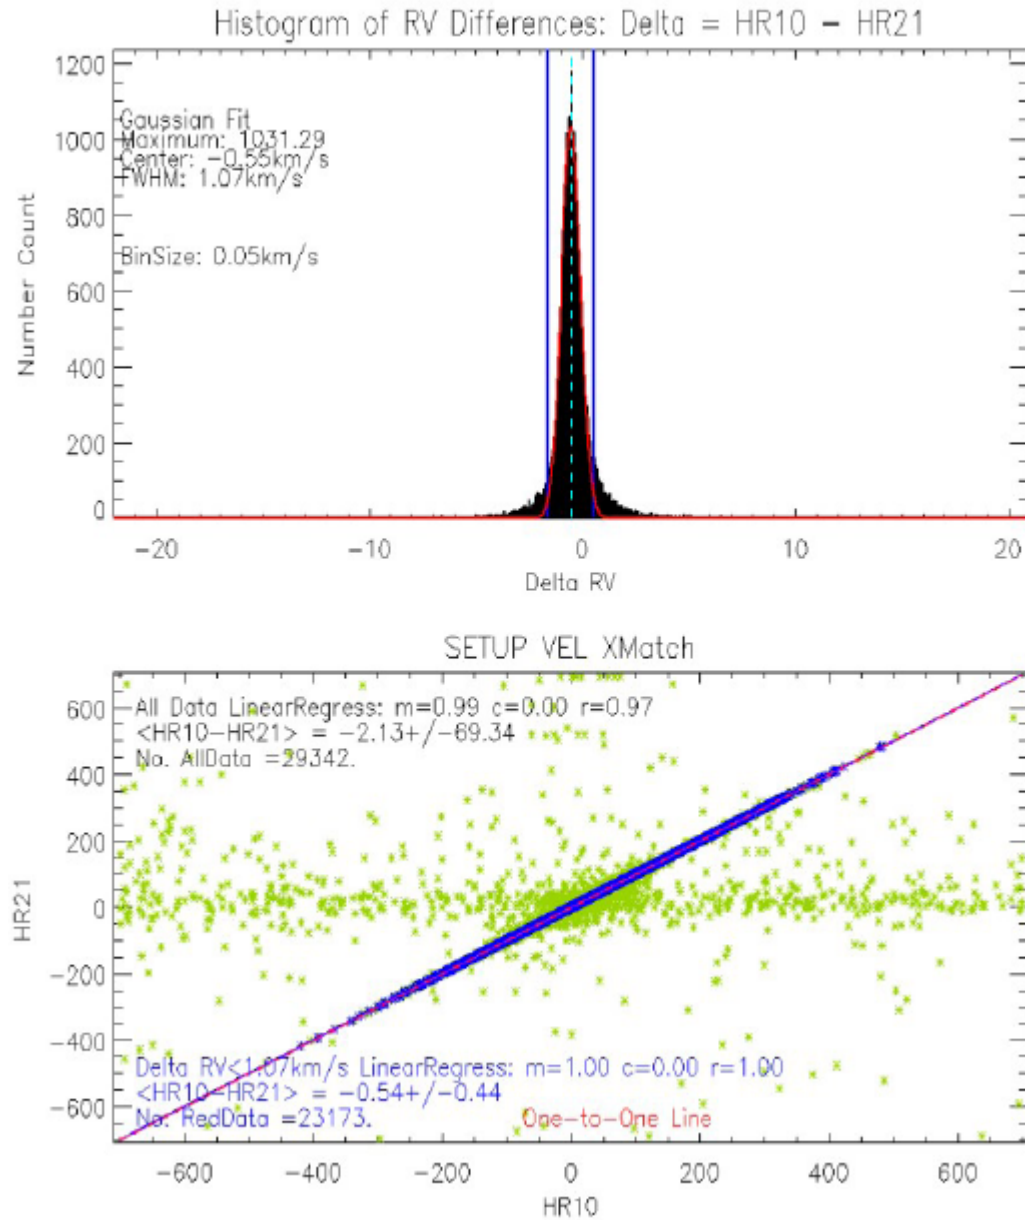 Histogram of RV Differences: Delta = HR10 − HR21
1200
1000
800
600
400
200
0
Number Count
Gaussian Fit
Maximum: 1031.29
Center: −0.55km/s
FWHM: 1.07km/s
BinSize: 0.05km/s
−20 −10 0 10 20
Delta RV
SETUP VEL XMatch
600
400
200
0
−200
−400
−600
HR21
All Data LinearRegress: m=0.99 c=0.00 r=0.97
<HR10−HR21> = −2.13+/−69.34
No. AllData =29342.
Delta RV<1.07km/s LinearRegress: m=1.00 c=0.00 r=1.00
<HR10−HR21> = −0.54+/−0.44
No. RedData =23173. One−to−One Line
−600 −400 −200 0 200 400 600
HR10